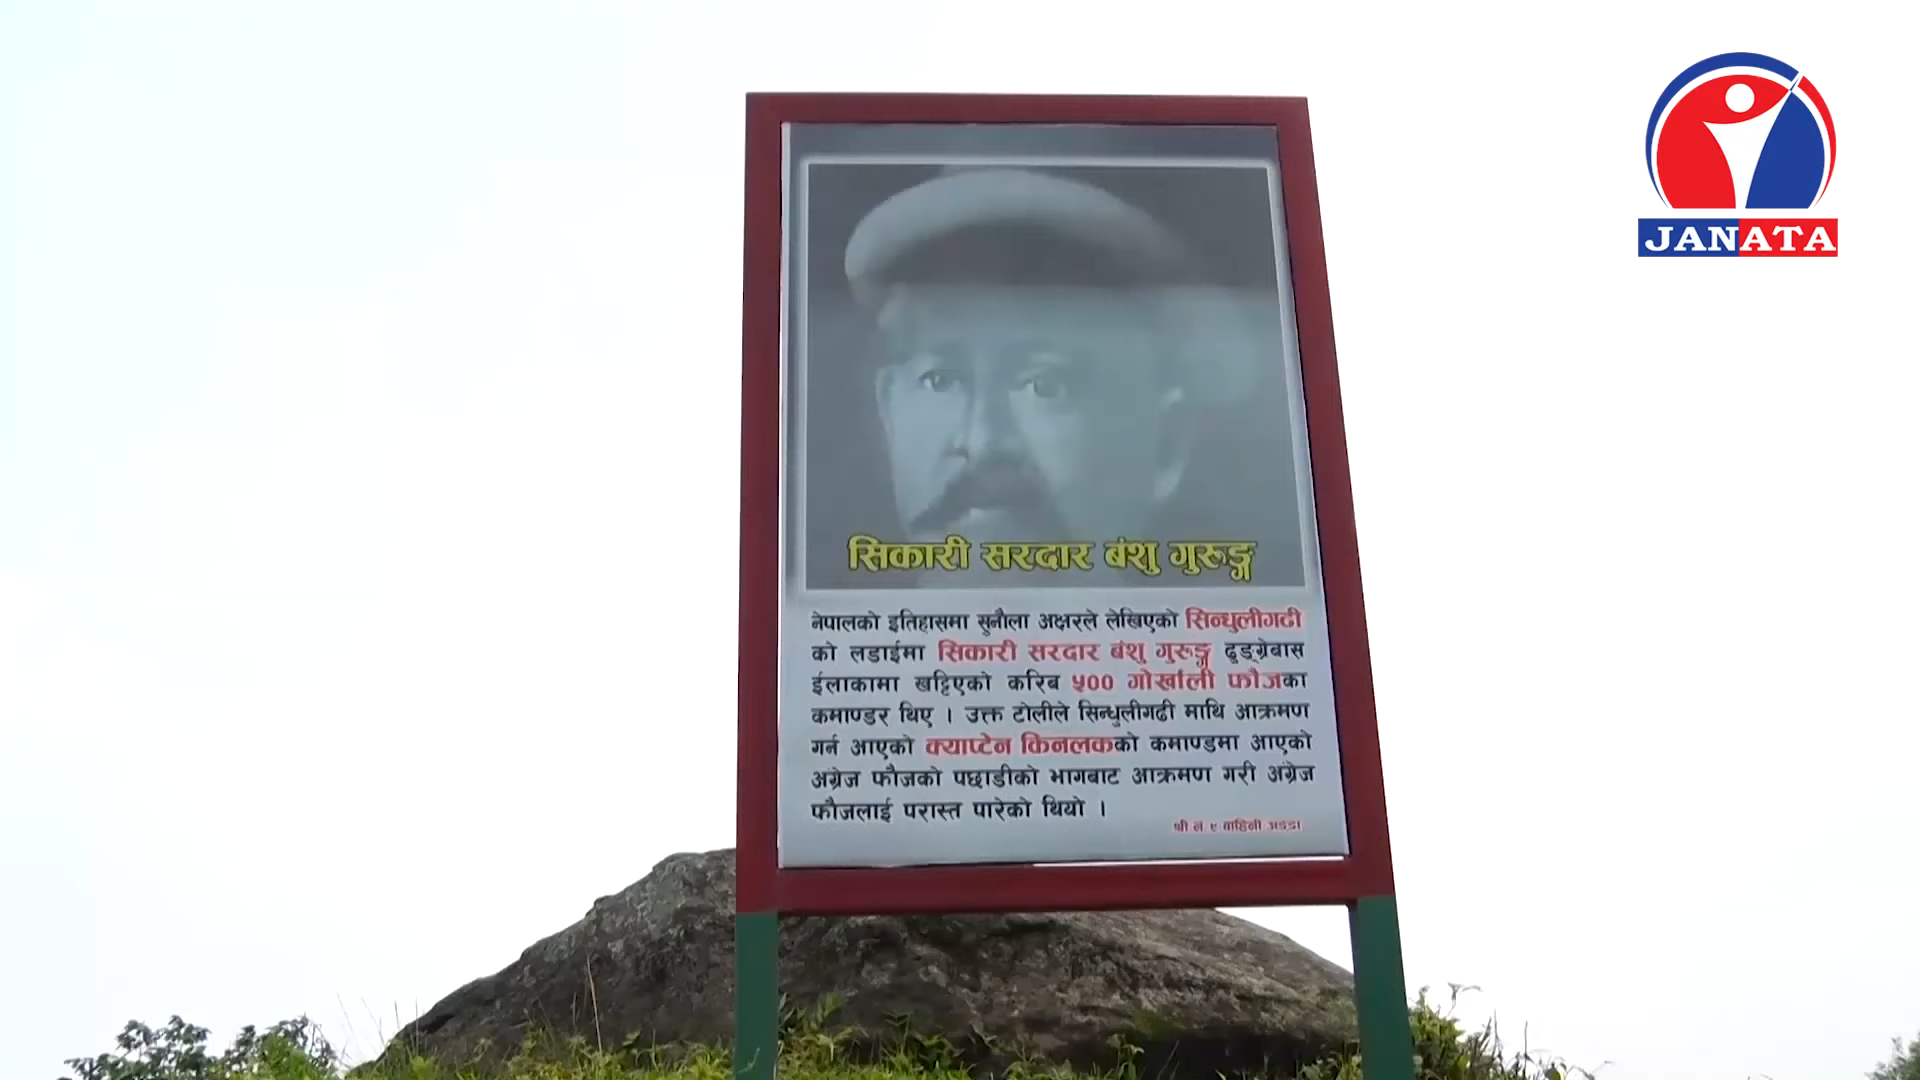 JANATA
सिकारी सरदार बंशु गुरुङ्ग
नेपालको इतिहासमा सुनौला अक्षरले लेखिएको सिन्धुलीगढी
को लडाईमा सिकारी सरदार बंशु गुरुङ्ग ढुङ्ग्रेबास
ईलाकामा खट्टिएको करिब ५०० गोर्खाली फौजका
कमाण्डर थिए । उक्त टोलीले सिन्धुलीगढी माथि आक्रमण
गर्न आएको क्याप्टेन किनलकको कमाण्डमा आएको
अंग्रेज फौजको पछाडीको भागबाट आक्रमण गरी अंग्रेज
फौजलाई परास्त पारेको थियो ।
श्री नं. ९ बाहिनी अड्डा